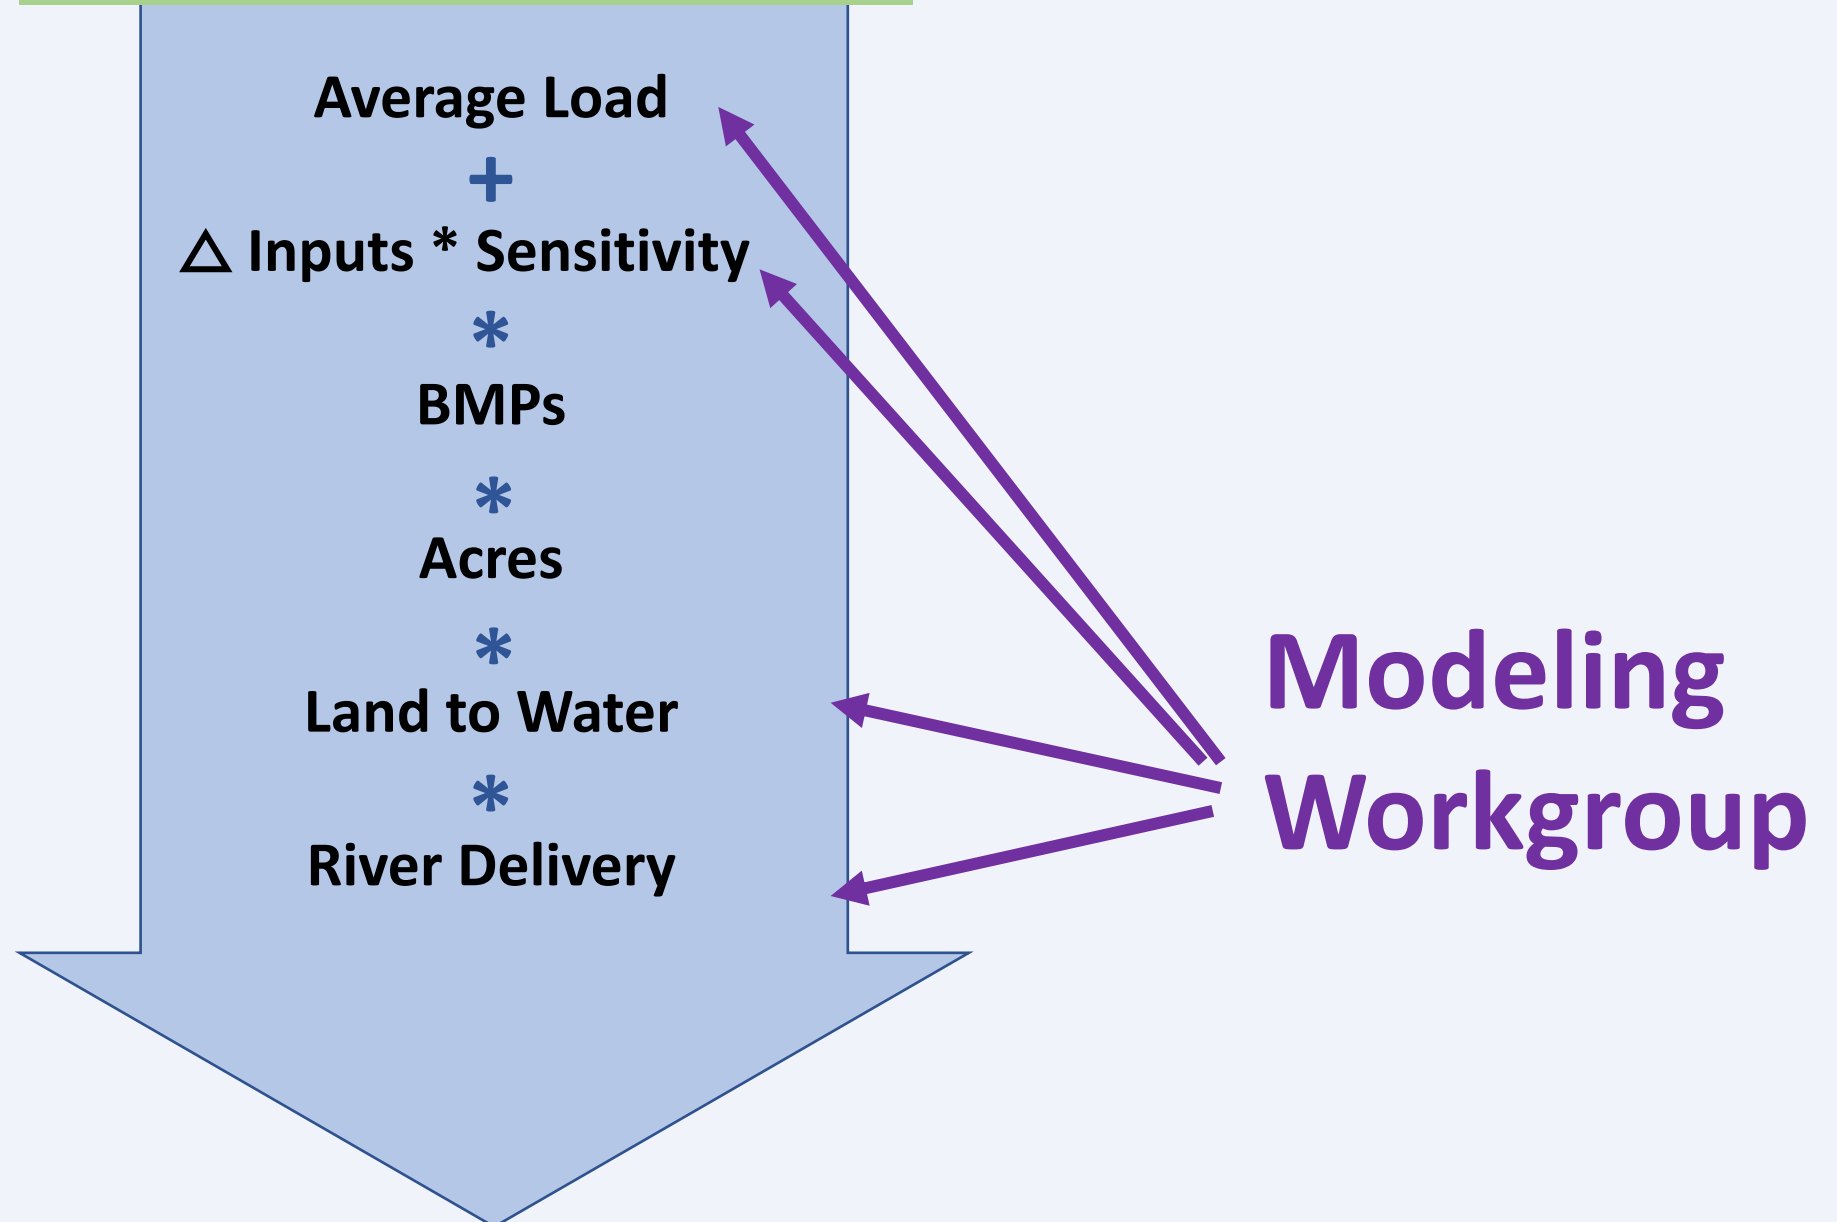 Average Load
+
△ Inputs * Sensitivity
*
BMPs
*
Acres
*
Land to Water
*
River Delivery
Modeling
Workgroup